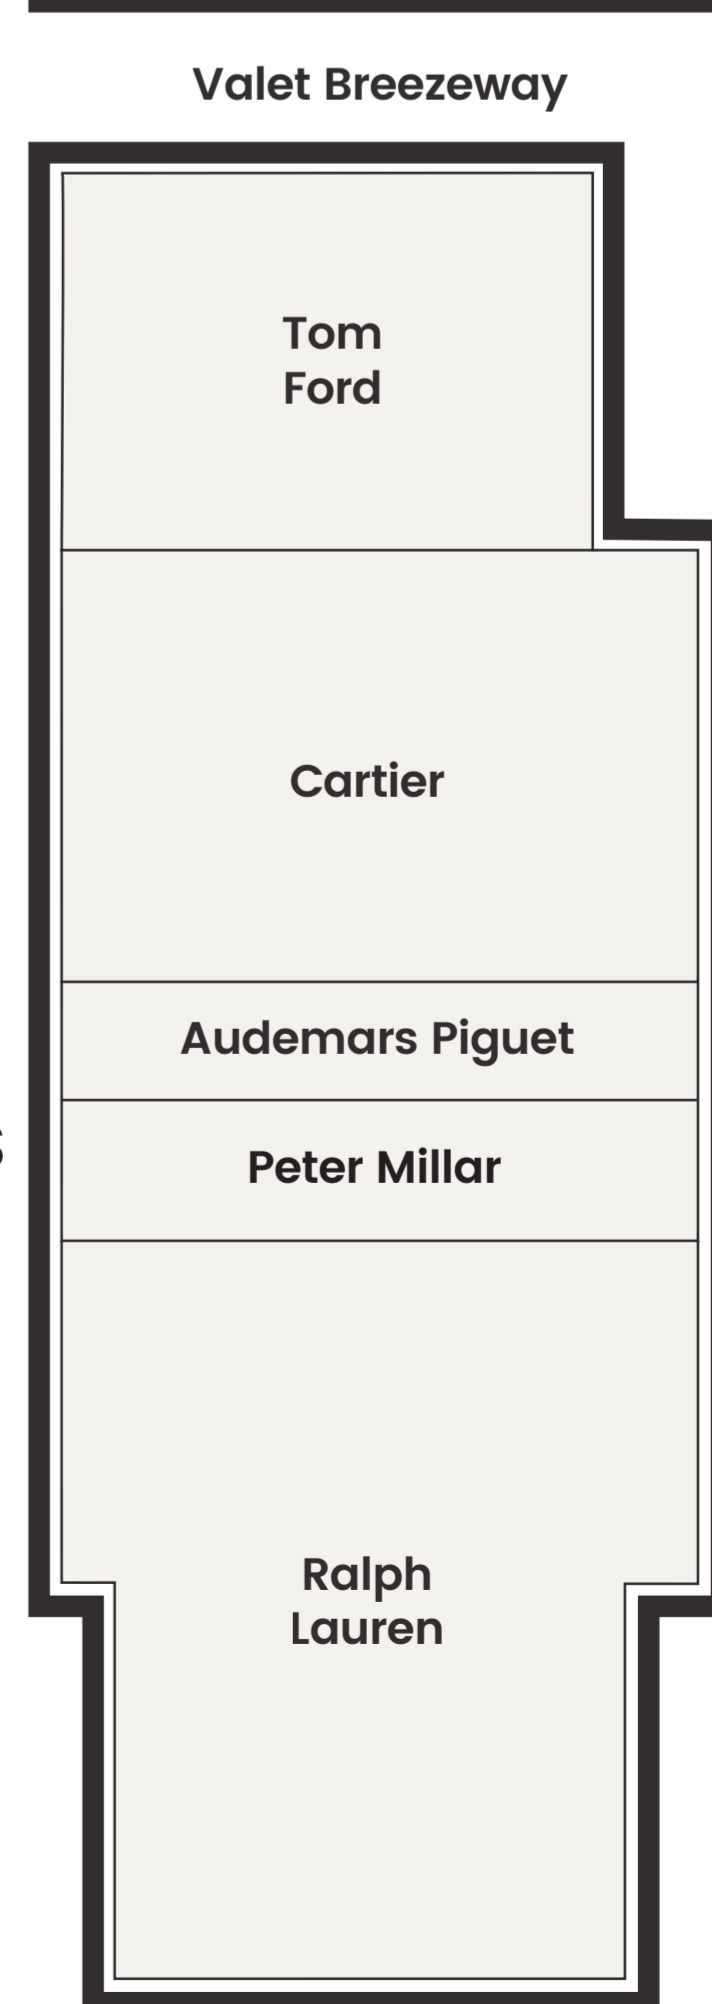 Valet Breezeway
Tom
Ford
Cartier
Audemars Piguet
Peter Millar
Ralph
Lauren